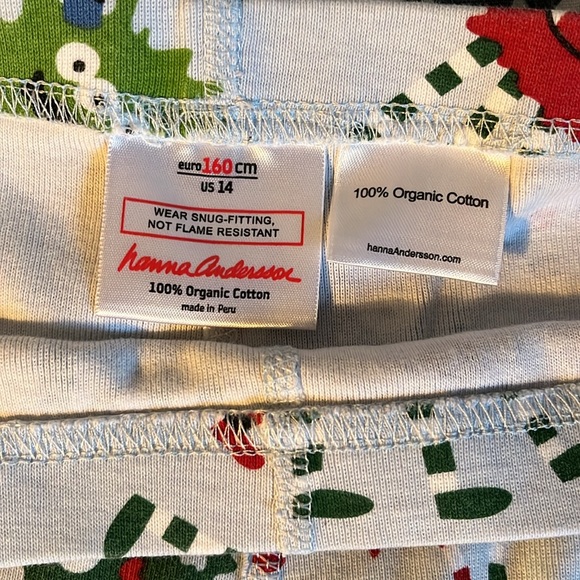 euro 160 cm
US 14
WEAR SNUG-FITTING,
NOT FLAME RESISTANT
hanna Andersson
100% Organic Cotton
made in Peru
100% Organic Cotton
hannaAndersson.com